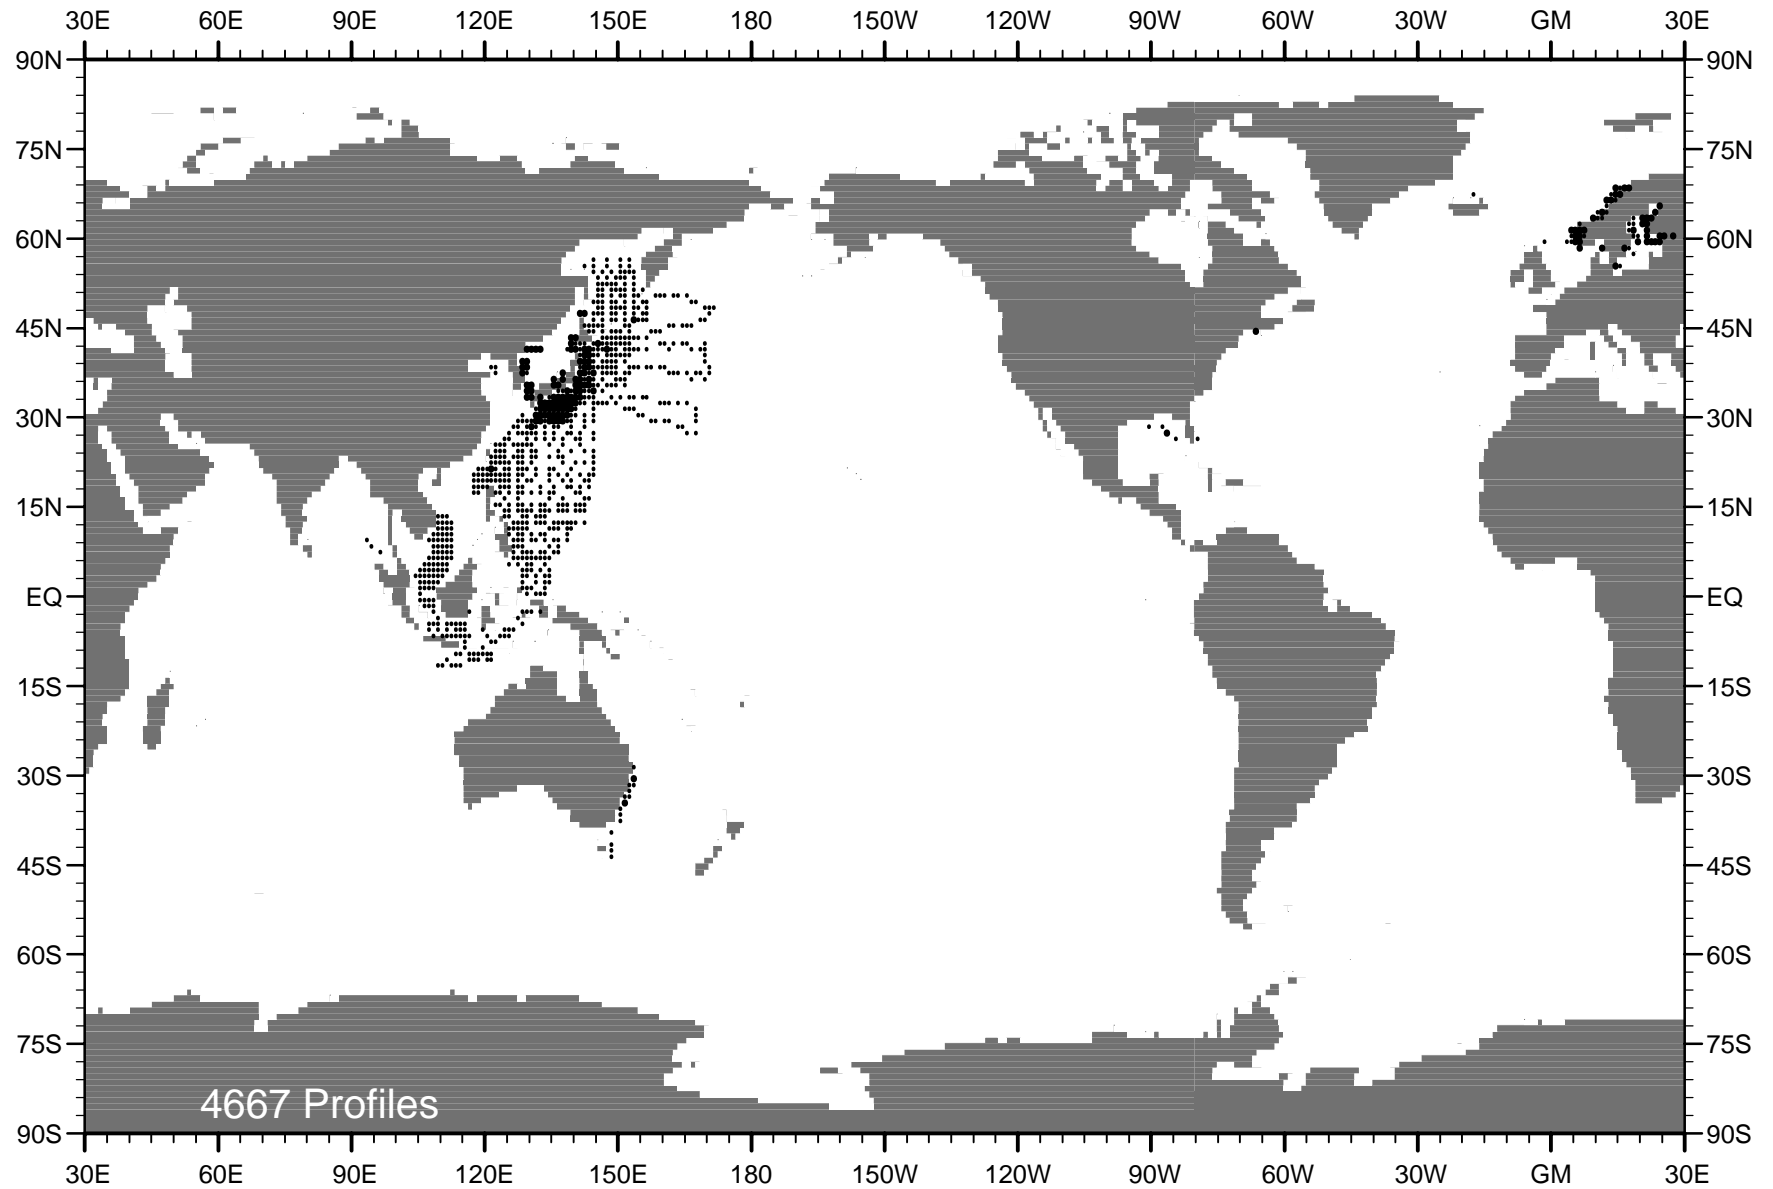 30E 60E 90E 120E 150E 180 150W 120W 90W 60W 30W GM 30E
90N 90N
75N 75N
60N 60N
45N 45N
30N 30N
15N 15N
EQ EQ
15S 15S
30S 30S
45S 45S
60S 60S
75S 75S
4667 Profiles
90S 90S
30E 60E 90E 120E 150E 180 150W 120W 90W 60W 30W GM 30E